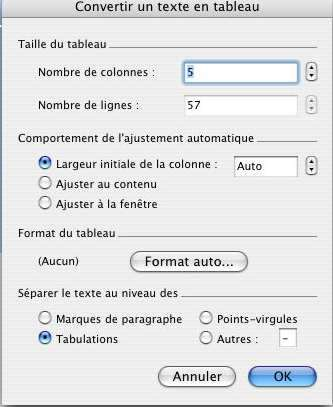 Convertir un texte en tableau
Taille du tableau
Nombre de colonnes : 5
Nombre de lignes : 57
Comportement de l'ajustement automatique
Largeur initiale de la colonne : Auto
Ajuster au contenu
Ajuster à la fenêtre
Format du tableau
(Aucun) Format auto...
Séparer le texte au niveau des
Marques de paragraphe Points-virgules
Tabulations Autres : -
Annuler OK